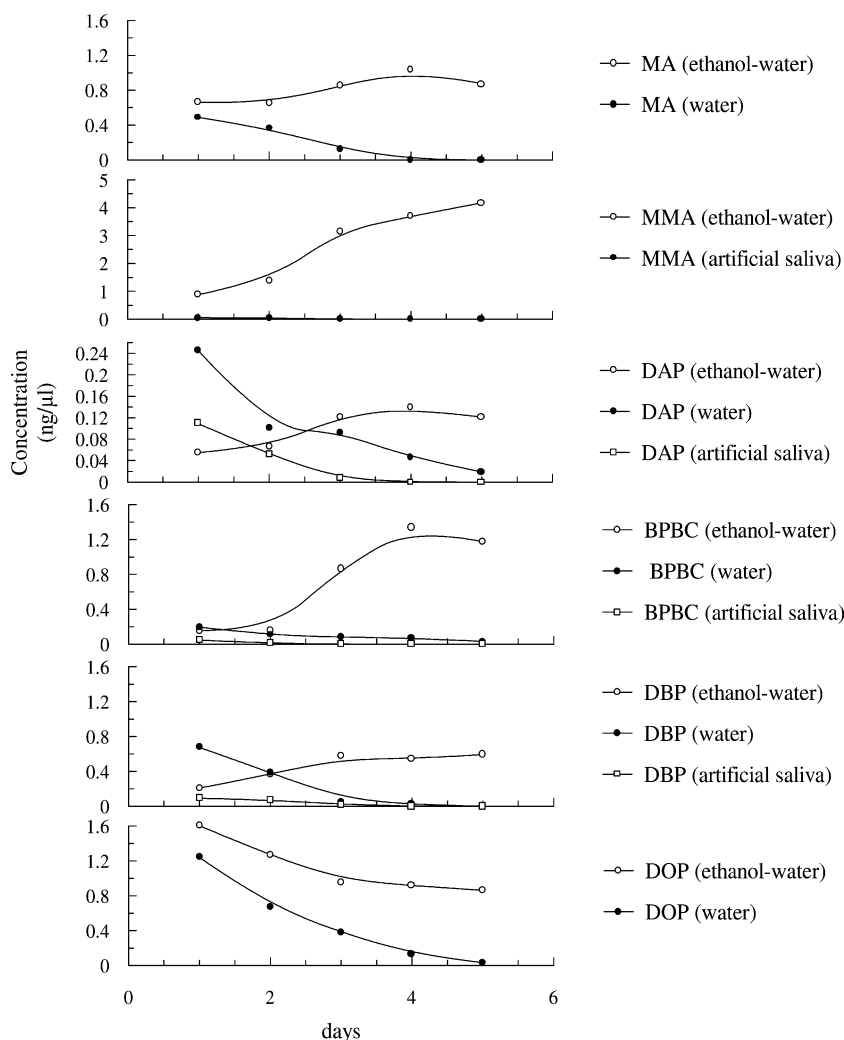 1.6
1.2
0.8
0.4
0
MA (ethanol-water)
MA (water)
5
4
3
2
1
0
MMA (ethanol-water)
MMA (artificial saliva)
Concentration
(ng/μl)
0.24
0.2
0.16
0.12
0.08
0.04
0
DAP (ethanol-water)
DAP (water)
DAP (artificial saliva)
1.6
1.2
0.8
0.4
0
BPBC (ethanol-water)
BPBC (water)
BPBC (artificial saliva)
1.6
1.2
0.8
0.4
0
DBP (ethanol-water)
DBP (water)
DBP (artificial saliva)
1.6
1.2
0.8
0.4
0
DOP (ethanol-water)
DOP (water)
0 2 4 6
days